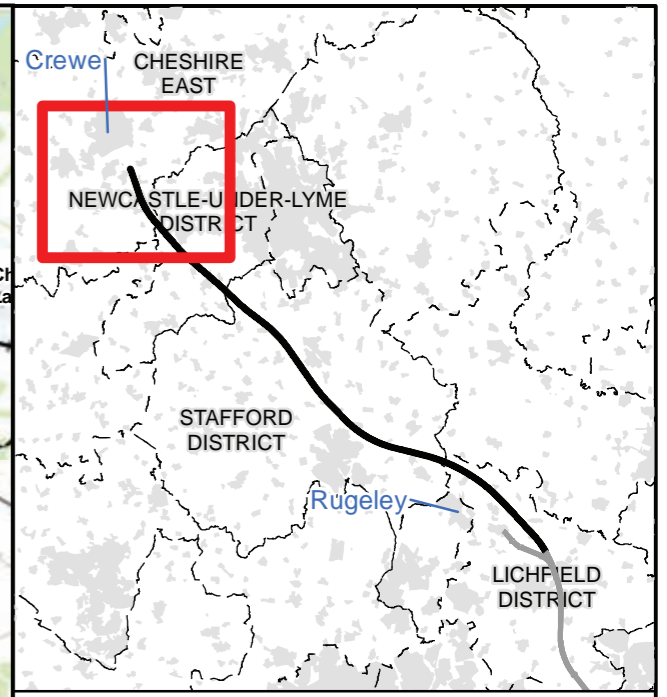 Crewe
CHESHIRE
EAST
NEWCASTLE-UNDER-LYME
DISTRICT
STAFFORD
DISTRICT
Rugeley
LICHFIELD
DISTRICT